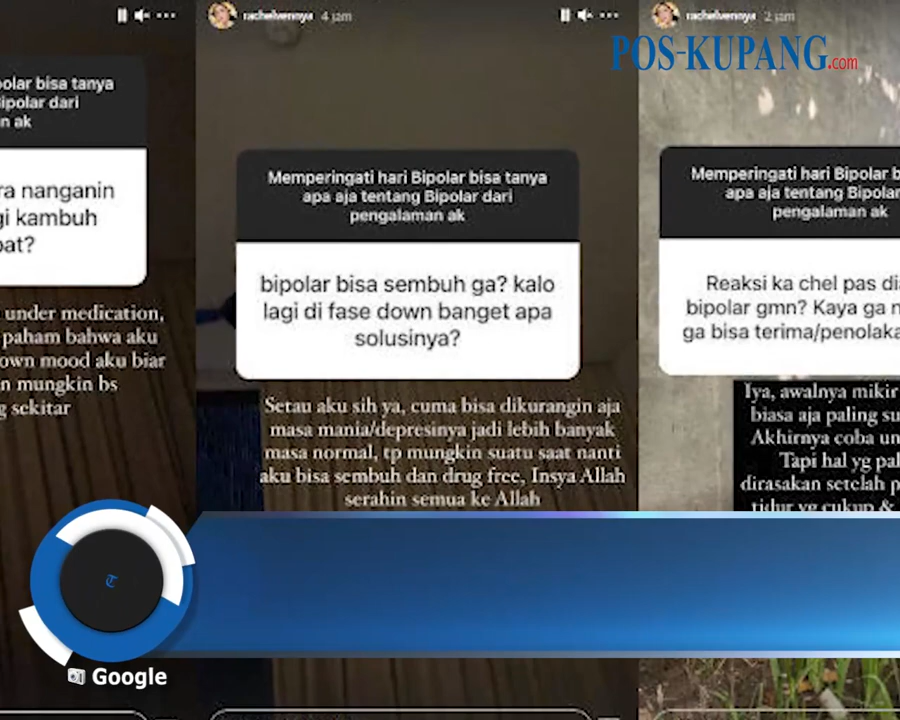 rachelvennya 4 jam
rachelvennya 2 jam
POS-KUPANG.com
olar bisa tanya
ipolar dari
n ak
ra nanganin
gi kambuh
pat?
under medication,
paham bahwa aku
own mood aku biar
n mungkin bs
g sekitar
Memperingati hari Bipolar bisa tanya
apa aja tentang Bipolar dari
pengalaman ak
bipolar bisa sembuh ga? kalo
lagi di fase down banget apa
solusinya?
Setau aku sih ya, cuma bisa dikurangin aja
masa mania/depresinya jadi lebih banyak
masa normal, tp mungkin suatu saat nanti
aku bisa sembuh dan drug free, Insya Allah
serahin semua ke Allah
Memperingati hari Bipolar b
apa aja tentang Bipolar
pengalaman ak
Reaksi ka chel pas di
bipolar gmn? Kaya ga n
ga bisa terima/penolaka
Iya, awalnya mikir
biasa aja paling su
Akhirnya coba un
Tapi hal yg pal
dirasakan setelah p
tidur yg cukup &
T
Google